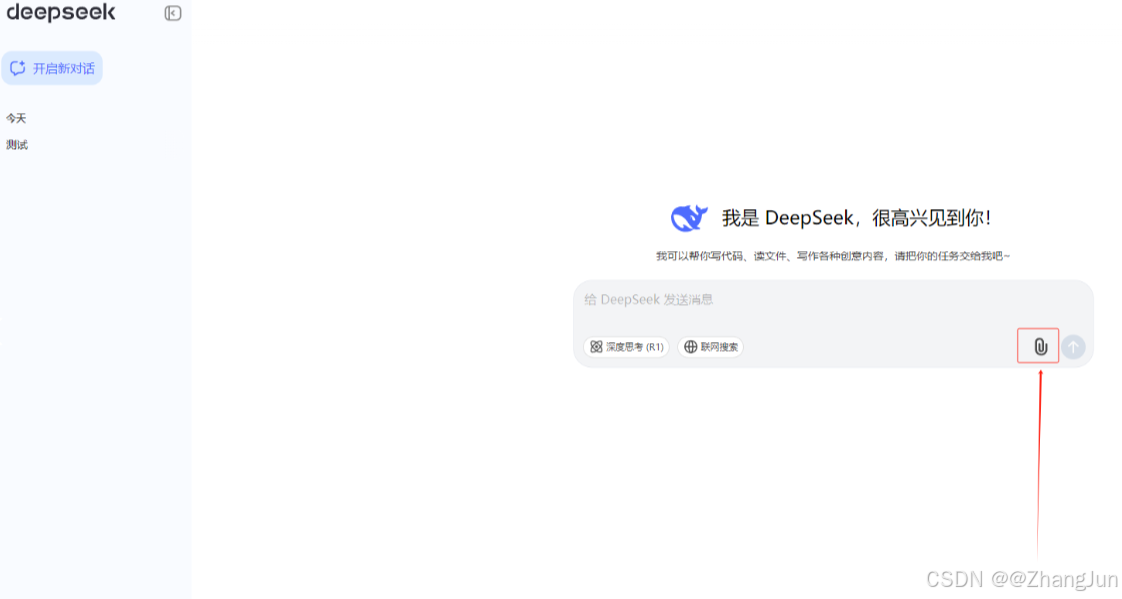 deepseek
开启新对话
今天
测试
我是 DeepSeek，很高兴见到你！
我可以帮你写代码、读文件、写作各种创意内容，请把你的任务交给我吧~
给 DeepSeek 发送消息
深度思考 (R1) 联网搜索
CSDN @@ZhangJun